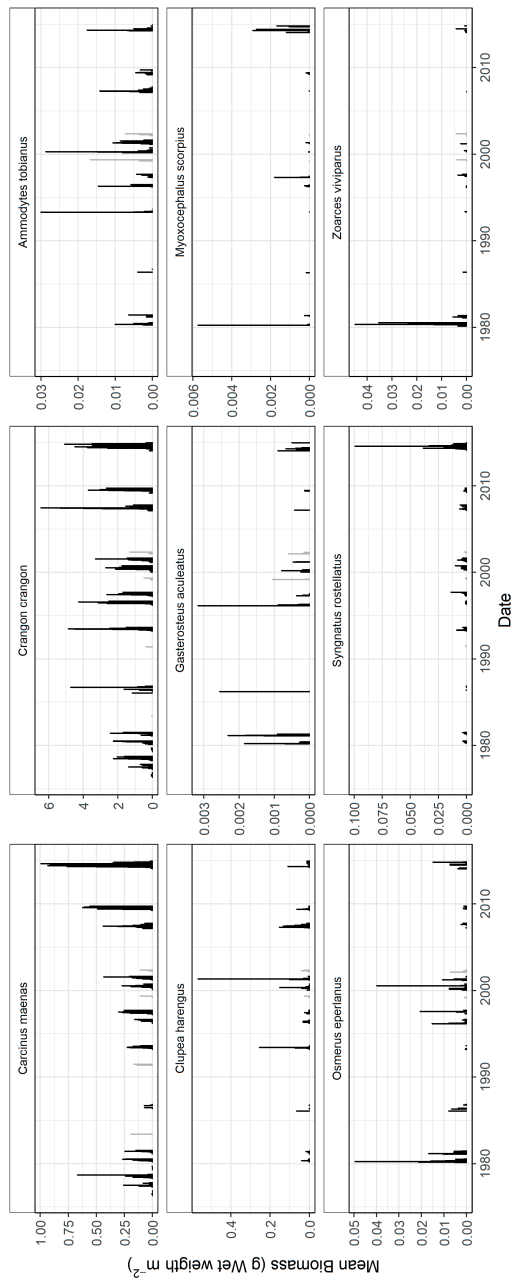 Carcinus maenas
Crangon crangon
Ammodytes tobianus
1.00
0.75
0.50
0.25
0.00
6
4
2
0
0.03
0.02
0.01
0.00
Clupea harengus
Gasterosteus aculeatus
Myoxocephalus scorpius
0.4
0.2
0.0
0.003
0.002
0.001
0.000
0.006
0.004
0.002
0.000
Osmerus eperlanus
Syngnatus rostellatus
Zoarces viviparus
0.05
0.04
0.03
0.02
0.01
0.00
0.100
0.075
0.050
0.025
0.000
0.04
0.03
0.02
0.01
0.00
1980 1990 2000 2010
1980 1990 2000 2010
1980 1990 2000 2010
Date
Mean Biomass (g Wet weigth m⁻²)